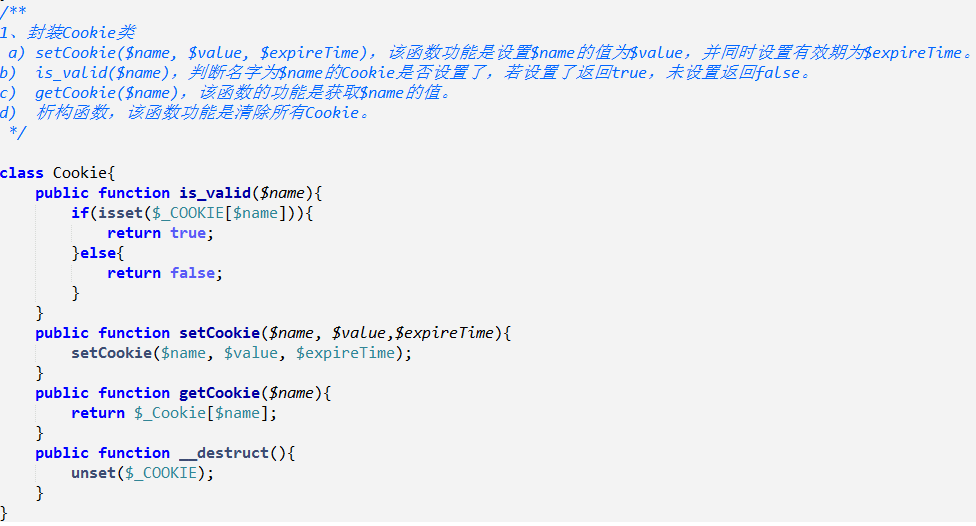 /**
1、封装Cookie类
a) setCookie($name, $value, $expireTime)，该函数功能是设置$name的值为$value，并同时设置有效期为$expireTime。
b)  is_valid($name)，判断名字为$name的Cookie是否设置了，若设置了返回true，未设置返回false。
c)  getCookie($name)，该函数的功能是获取$name的值。
d)  析构函数，该函数功能是清除所有Cookie。
 */
class Cookie{
    public function is_valid($name){
        if(isset($_COOKIE[$name])){
            return true;
        }else{
            return false;
        }
    }
    public function setCookie($name, $value,$expireTime){
        setCookie($name, $value, $expireTime);
    }
    public function getCookie($name){
        return $_Cookie[$name];
    }
    public function __destruct(){
        unset($_COOKIE);
    }
}